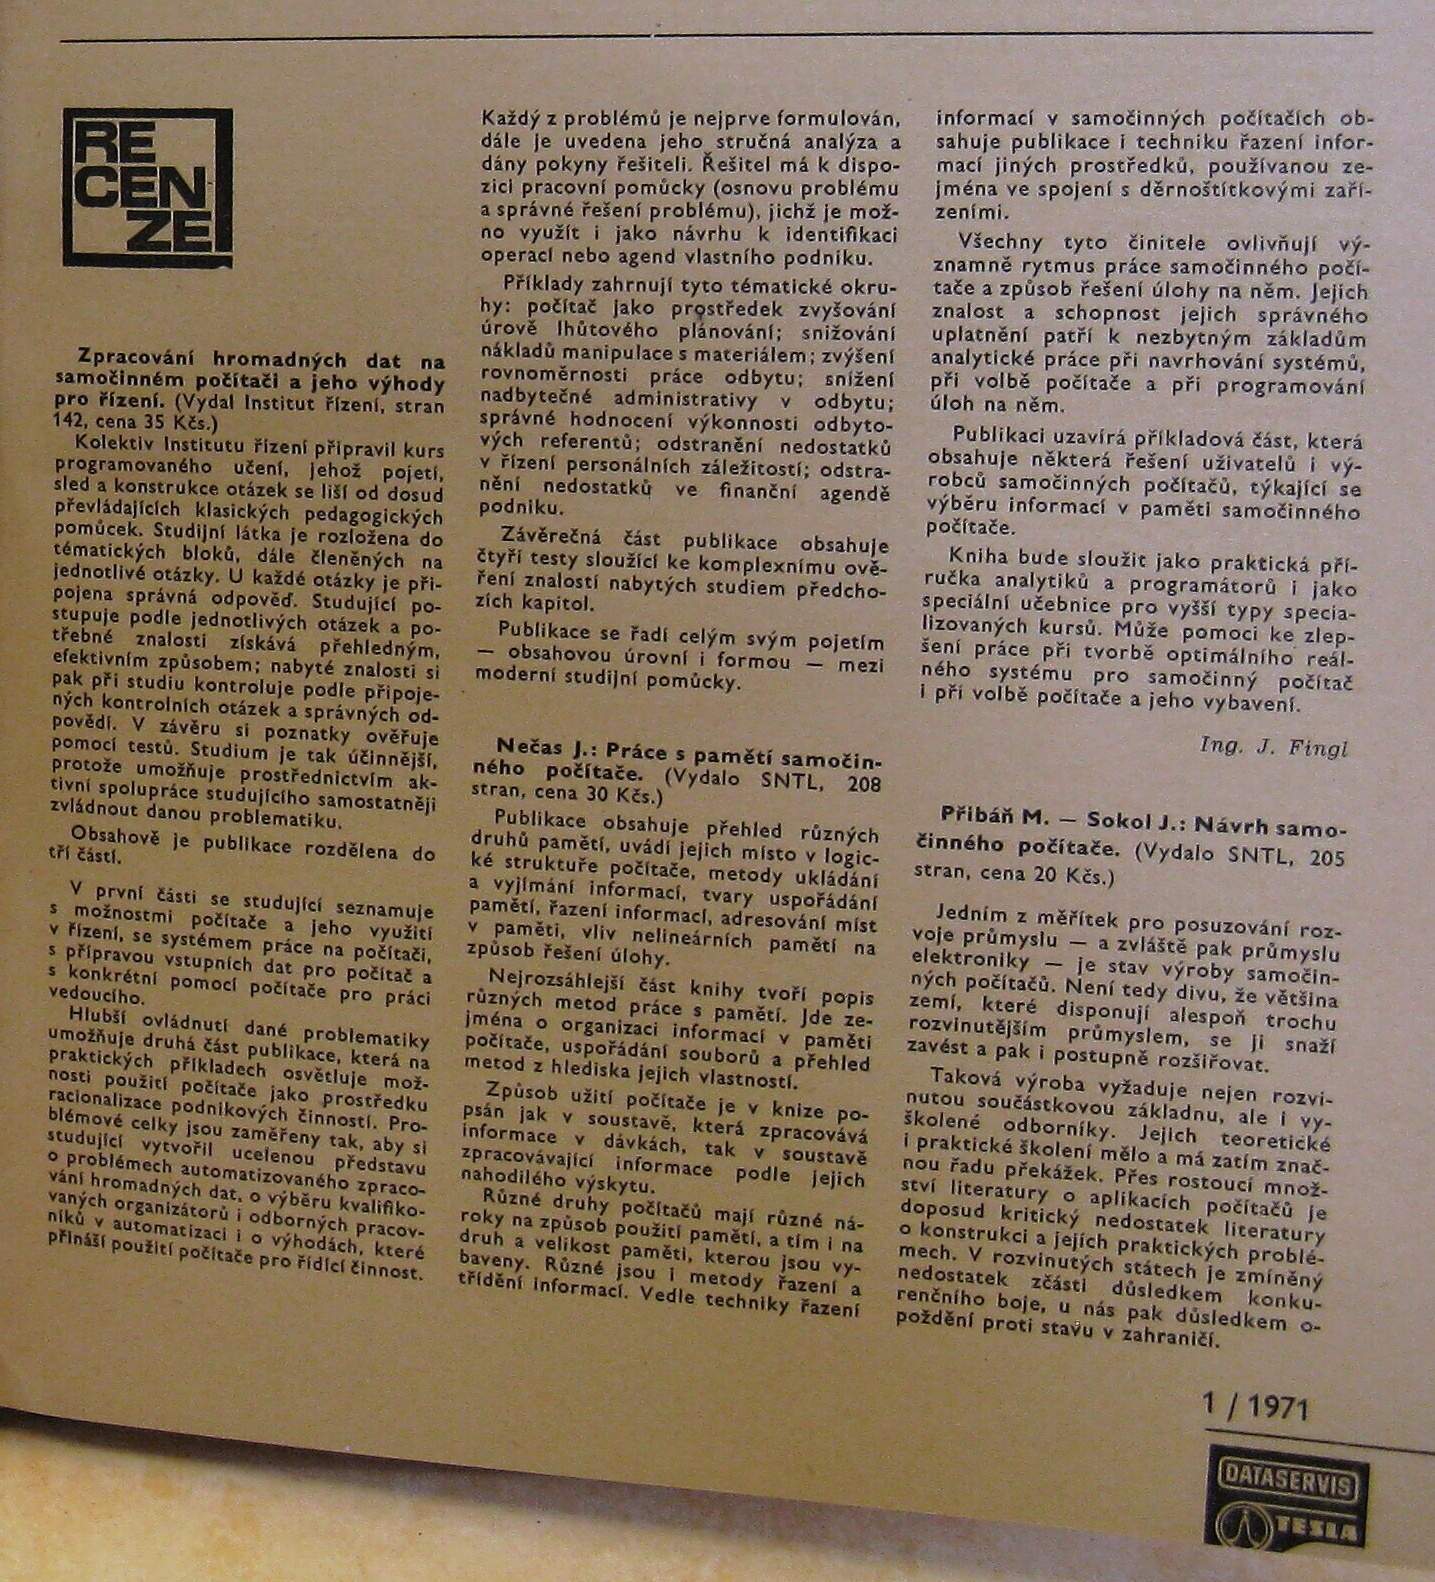 RE
CEN
ZE
Zpracování hromadných dat na
samočinném počítači a jeho výhody
pro řízení. (Vydal Institut řízení, stran
142, cena 35 Kčs.)
Kolektiv Institutu řízení připravil kurs
programovaného učení, jehož pojetí,
sled a konstrukce otázek se liší od dosud
převládajících klasických pedagogických
pomůcek. Studijní látka je rozložena do
tématických bloků, dále členěných na
jednotlivé otázky. U každé otázky je při-
pojena správná odpověď. Studující po-
stupuje podle jednotlivých otázek a po-
třebné znalosti získává přehledným,
efektivním způsobem; nabyté znalosti si
pak při studiu kontroluje podle připoje-
ných kontrolních otázek a správných od-
povědí. V závěru si poznatky ověřuje
pomocí testů. Studium je tak účinnější,
protože umožňuje prostřednictvím ak-
tivní spolupráce studujícího samostatněji
zvládnout danou problematiku.
Obsahově je publikace rozdělena do
tří částí.
V první části se studující seznamuje
s možnostmi počítače a jeho využití
v řízení, se systémem práce na počítači,
s přípravou vstupních dat pro počítač a
s konkrétní pomocí počítače pro práci
vedoucího.
Hlubší ovládnutí dané problematiky
umožňuje druhá část publikace, která na
praktických příkladech osvětluje mož-
nosti použití počítače jako prostředku
racionalizace podnikových činností. Pro-
blémové celky jsou zaměřeny tak, aby si
studující vytvořil ucelenou představu
o problémech automatizovaného zpraco-
vání hromadných dat, o výběru kvalifiko-
vaných organizátorů i odborných pracov-
níků v automatizaci i o výhodách, které
přináší použití počítače pro řídící činnost.
Každý z problémů je nejprve formulován,
dále je uvedena jeho stručná analýza a
dány pokyny řešiteli. Řešitel má k dispo-
zici pracovní pomůcky (osnovu problému
a správné řešení problému), jichž je mož-
no využít i jako návrhu k identifikaci
operací nebo agend vlastního podniku.
Příklady zahrnují tyto tématické okru-
hy: počítač jako prostředek zvyšování
úrově lhůtového plánování; snižování
nákladů manipulace s materiálem; zvýšení
rovnoměrnosti práce odbytu; snížení
nadbytečné administrativy v odbytu;
správné hodnocení výkonnosti odbyto-
vých referentů; odstranění nedostatků
v řízení personálních záležitostí; odstra-
nění nedostatků ve finanční agendě
podniku.
Závěrečná část publikace obsahuje
čtyři testy sloužící ke komplexnímu ově-
ření znalostí nabytých studiem předcho-
zích kapitol.
Publikace se řadí celým svým pojetím
— obsahovou úrovní i formou — mezi
moderní studijní pomůcky.
Nečas J.: Práce s pamětí samočin-
ného počítače. (Vydalo SNTL, 208
stran, cena 30 Kčs.)
Publikace obsahuje přehled různých
druhů pamětí, uvádí jejich místo v logic-
ké struktuře počítače, metody ukládání
a vyjímání informací, tvary uspořádání
pamětí, řazení informací, adresování míst
v paměti, vliv nelineárních pamětí na
způsob řešení úlohy.
Nejrozsáhlejší část knihy tvoří popis
různých metod práce s pamětí. Jde ze-
jména o organizaci informací v paměti
počítače, uspořádání souborů a přehled
metod z hlediska jejich vlastností.
Způsob užití počítače je v knize po-
psán jak v soustavě, která zpracovává
informace v dávkách, tak v soustavě
zpracovávající informace podle jejich
nahodilého výskytu.
Různé druhy počítačů mají různé ná-
roky na způsob použití pamětí, a tím i na
druh a velikost paměti, kterou jsou vy-
baveny. Různé jsou i metody řazení a
třídění informací. Vedle techniky řazení
informací v samočinných počítačích ob-
sahuje publikace i techniku řazení infor-
mací jiných prostředků, používanou ze-
jména ve spojení s děrnoštítkovými zaří-
zeními.
Všechny tyto činitele ovlivňují vý-
znamně rytmus práce samočinného počí-
tače a způsob řešení úlohy na něm. Jejich
znalost a schopnost jejich správného
uplatnění patří k nezbytným základům
analytické práce při navrhování systémů,
při volbě počítače a při programování
úloh na něm.
Publikaci uzavírá příkladová část, která
obsahuje některá řešení uživatelů i vý-
robců samočinných počítačů, týkající se
výběru informací v paměti samočinného
počítače.
Kniha bude sloužit jako praktická pří-
ručka analytiků a programátorů i jako
speciální učebnice pro vyšší typy specia-
lizovaných kursů. Může pomoci ke zlep-
šení práce při tvorbě optimálního reál-
ného systému pro samočinný počítač
i při volbě počítače a jeho vybavení.
Ing. J. Fingl
Přibáň M. — Sokol J.: Návrh samo-
činného počítače. (Vydalo SNTL, 205
stran, cena 20 Kčs.)
Jedním z měřítek pro posuzování roz-
voje průmyslu — a zvláště pak průmyslu
elektroniky — je stav výroby samočin-
ných počítačů. Není tedy divu, že většina
zemí, které disponují alespoň trochu
rozvinutějším průmyslem, se ji snaží
zavést a pak i postupně rozšiřovat.
Taková výroba vyžaduje nejen rozvi-
nutou součástkovou základnu, ale i vy-
školené odborníky. Jejich teoretické
i praktické školení mělo a má zatím znač-
nou řadu překážek. Přes rostoucí množ-
ství literatury o aplikacích počítačů je
doposud kritický nedostatek literatury
o konstrukci a jejích praktických problé-
mech. V rozvinutých státech je zmíněný
nedostatek zčásti důsledkem konku-
renčního boje, u nás pak důsledkem o-
poždění proti stavu v zahraničí.
1 / 1971
DATASERVIS
TESLA